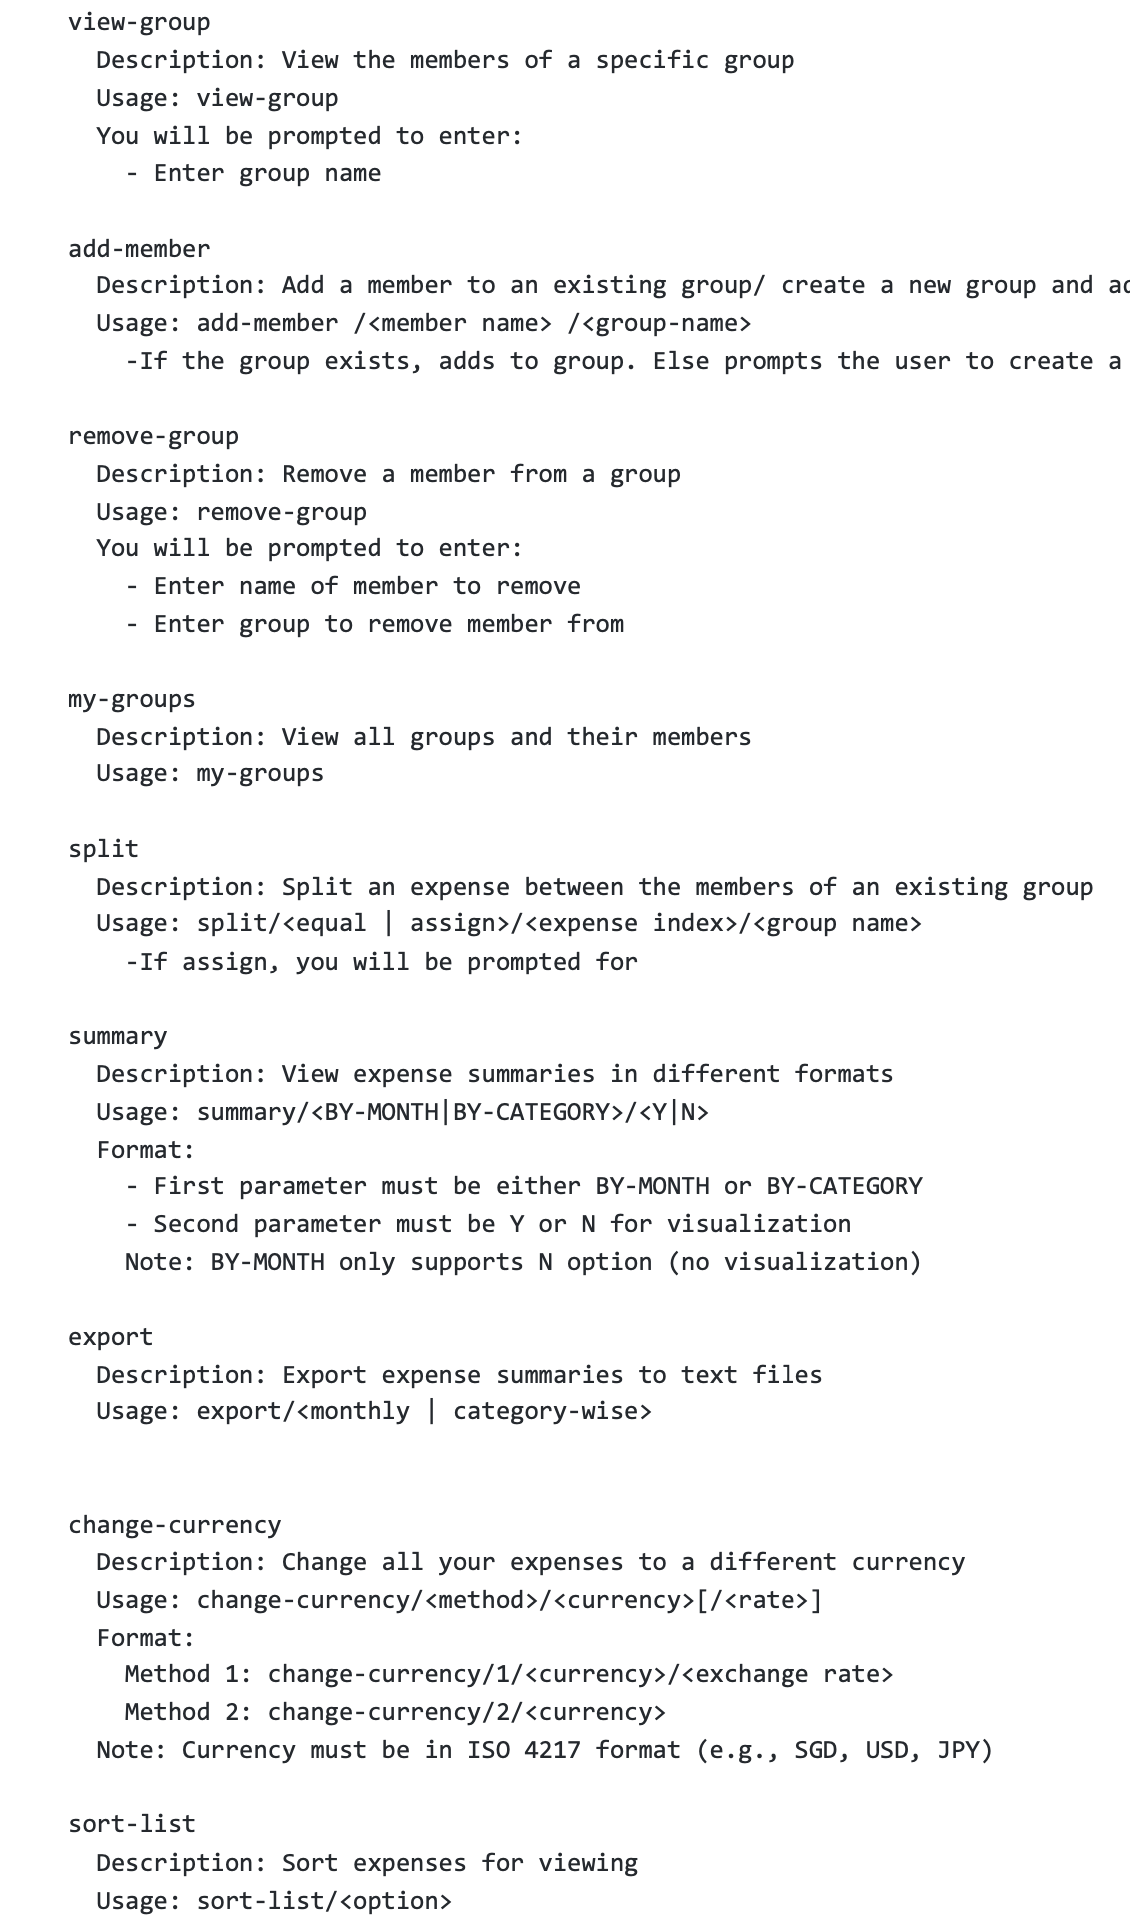 view-group
Description: View the members of a specific group
Usage: view-group
You will be prompted to enter:
- Enter group name
add-member
Description: Add a member to an existing group/ create a new group and
Usage: add-member /<member name> /<group-name>
-If the group exists, adds to group. Else prompts the user to create a
remove-group
Description: Remove a member from a group
Usage: remove-group
You will be prompted to enter:
- Enter name of member to remove
- Enter group to remove member from
my-groups
Description: View all groups and their members
Usage: my-groups
split
Description: Split an expense between the members of an existing group
Usage: split/<equal | assign>/<expense index>/<group name>
-If assign, you will be prompted for
summary
Description: View expense summaries in different formats
Usage: summary/<BY-MONTH|BY-CATEGORY>/<Y|N>
Format:
- First parameter must be either BY-MONTH or BY-CATEGORY
- Second parameter must be Y or N for visualization
Note: BY-MONTH only supports N option (no visualization)
export
Description: Export expense summaries to text files
Usage: export/<monthly | category-wise>
change-currency
Description: Change all your expenses to a different currency
Usage: change-currency/<method>/<currency>[/<rate>]
Format:
Method 1: change-currency/1/<currency>/<exchange rate>
Method 2: change-currency/2/<currency>
Note: Currency must be in ISO 4217 format (e.g., SGD, USD, JPY)
sort-list
Description: Sort expenses for viewing
Usage: sort-list/<option>